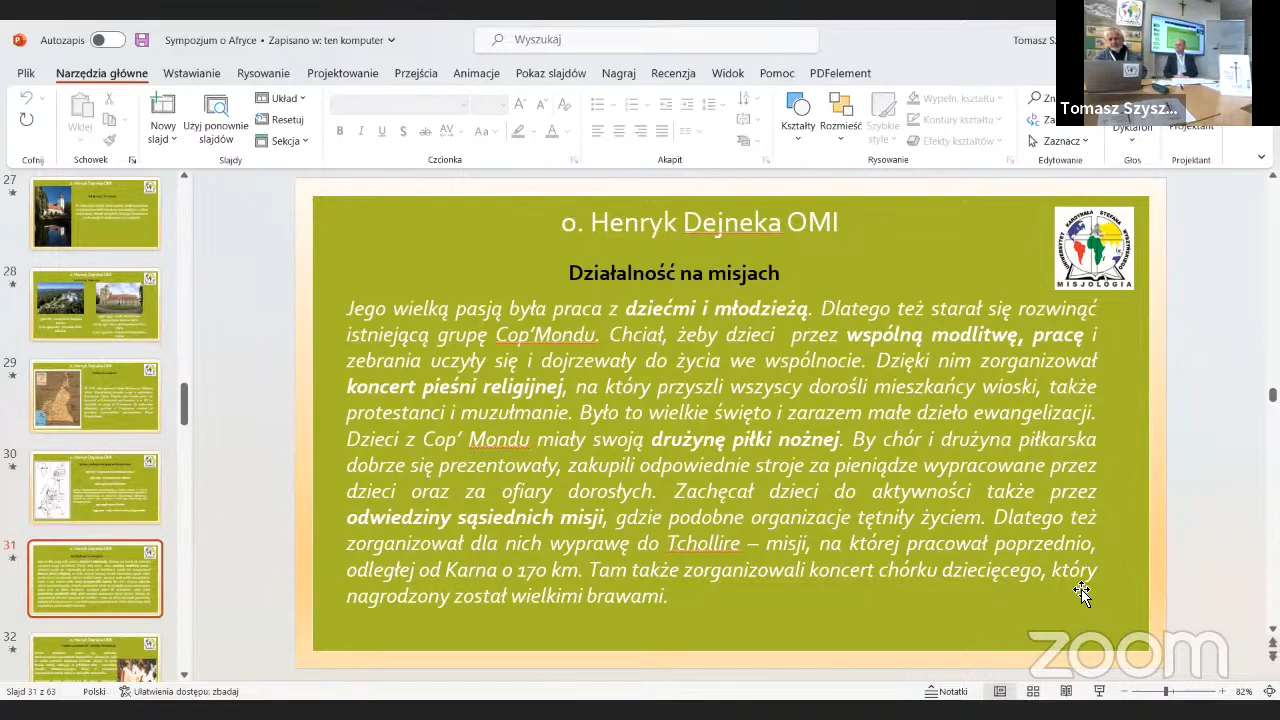 Autozapis
Sympozjum o Afryce • Zapisano w: ten komputer
Wyszukaj
Tomasz Sz
Tomasz Szysz...
Plik
Narzędzia główne
Wstawianie
Rysowanie
Projektowanie
Przejścia
Animacje
Pokaz slajdów
Nagraj
Recenzja
Widok
Pomoc
PDFelement
Wklej
Nowy slajd
Użyj ponownie slajdów
Układ
Resetuj
Sekcja
Kształty
Rozmieść
Szybkie style
Wypełn. kształtu
Kontury kształtu
Efekty kształtów
Zaznacz
Dyktafon
Projektant
Cofnij
Schowek
Slajdy
Czcionka
Akapit
Rysowanie
Edytowanie
Głos
Projektant
27
28
29
30
31
32
o. Henryk Dejneka OMI
UNIWERSYTET KARDYNAŁA STEFANA WYSZYŃSKIEGO
MISJOLOGIA
Działalność na misjach
Jego wielką pasją była praca z dziećmi i młodzieżą. Dlatego też starał się rozwinąć
istniejącą grupę Cop’Mondu. Chciał, żeby dzieci przez wspólną modlitwę, pracę i
zebrania uczyły się i dojrzewały do życia we wspólnocie. Dzięki nim zorganizował
koncert pieśni religijnej, na który przyszli wszyscy dorośli mieszkańcy wioski, także
protestanci i muzułmanie. Było to wielkie święto i zarazem małe dzieło ewangelizacji.
Dzieci z Cop’ Mondu miały swoją drużynę piłki nożnej. By chór i drużyna piłkarska
dobrze się prezentowały, zakupili odpowiednie stroje za pieniądze wypracowane przez
dzieci oraz za ofiary dorosłych. Zachęcał dzieci do aktywności także przez
odwiedziny sąsiednich misji, gdzie podobne organizacje tętniły życiem. Dlatego też
zorganizował dla nich wyprawę do Tchollire – misji, na której pracował poprzednio,
odległej od Karny 350 km. Tam także zorganizowali koncert chórku dziecięcego, który
nagrodzony został wielkimi brawami.
zoom
Slajd 31 z 63
Polski
Ułatwienia dostępu: zbadaj
Notatki
82%